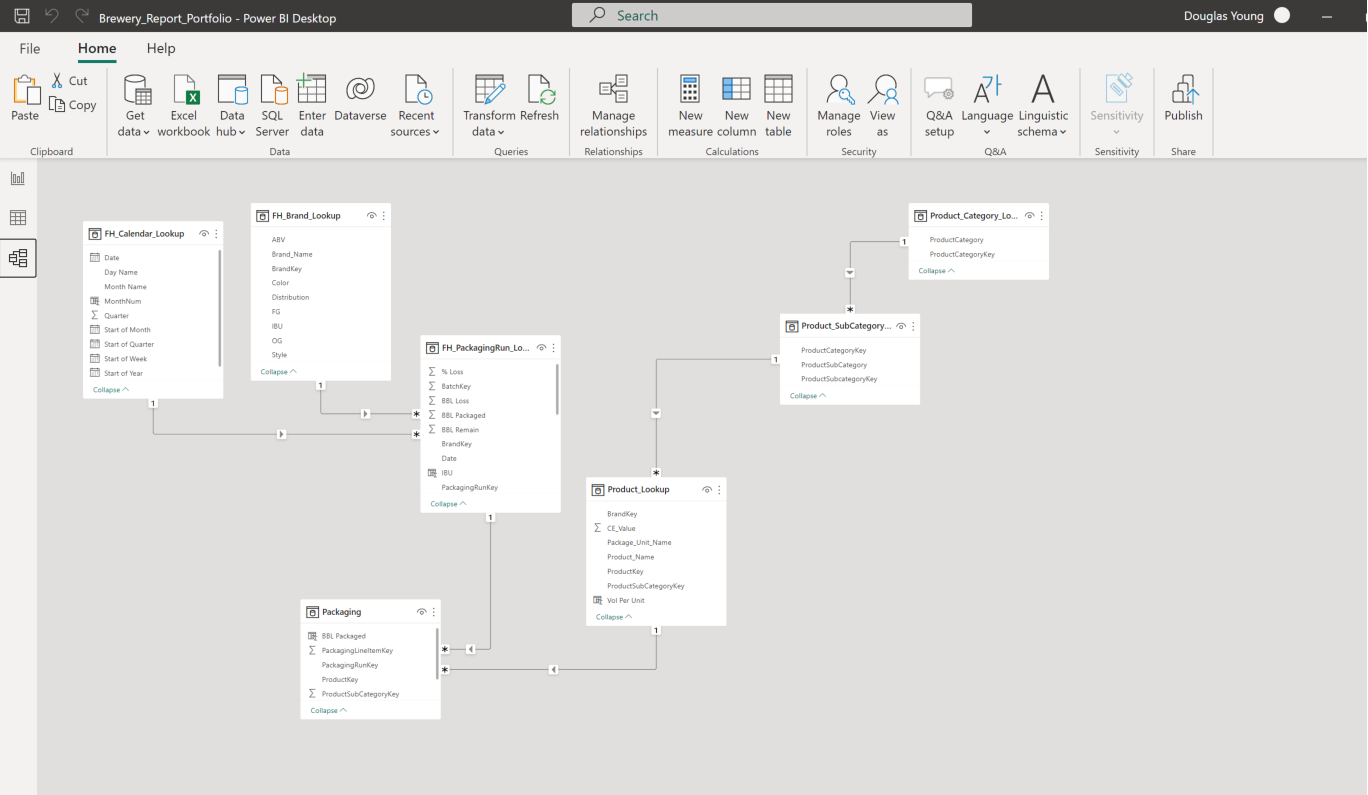 Brewery_Report_Portfolio - Power BI Desktop
Search
Douglas Young
File
Home
Help
Paste
Cut
Copy
Clipboard
Get data
Excel workbook
Data hub
SQL Server
Enter data
Dataverse
Recent sources
Data
Transform data
Refresh
Queries
Manage relationships
Relationships
New measure
New column
New table
Calculations
Manage roles
View as
Security
Q&A setup
Language
Linguistic schema
Q&A
Sensitivity
Sensitivity
Publish
Share
FH_Calendar_Lookup
Date
Day Name
Month Name
MonthNum
Quarter
Start of Month
Start of Quarter
Start of Week
Start of Year
Collapse
1
FH_Brand_Lookup
ABV
Brand_Name
BrandKey
Color
Distribution
FG
IBU
OG
Style
Collapse
1
*
*
FH_PackagingRun_Lo...
% Loss
BatchKey
BBL Loss
BBL Packaged
BBL Remain
BrandKey
Date
IBU
PackagingRunKey
Collapse
1
Product_Category_Lo...
ProductCategory
ProductCategoryKey
Collapse
1
*
Product_SubCategory...
ProductCategoryKey
ProductSubCategory
ProductSubcategoryKey
Collapse
1
*
Product_Lookup
BrandKey
CE_Value
Package_Unit_Name
Product_Name
ProductKey
ProductSubCategoryKey
Vol Per Unit
Collapse
1
Packaging
BBL Packaged
PackagingLineItemKey
PackagingRunKey
ProductKey
ProductSubCategoryKey
Collapse
*
*